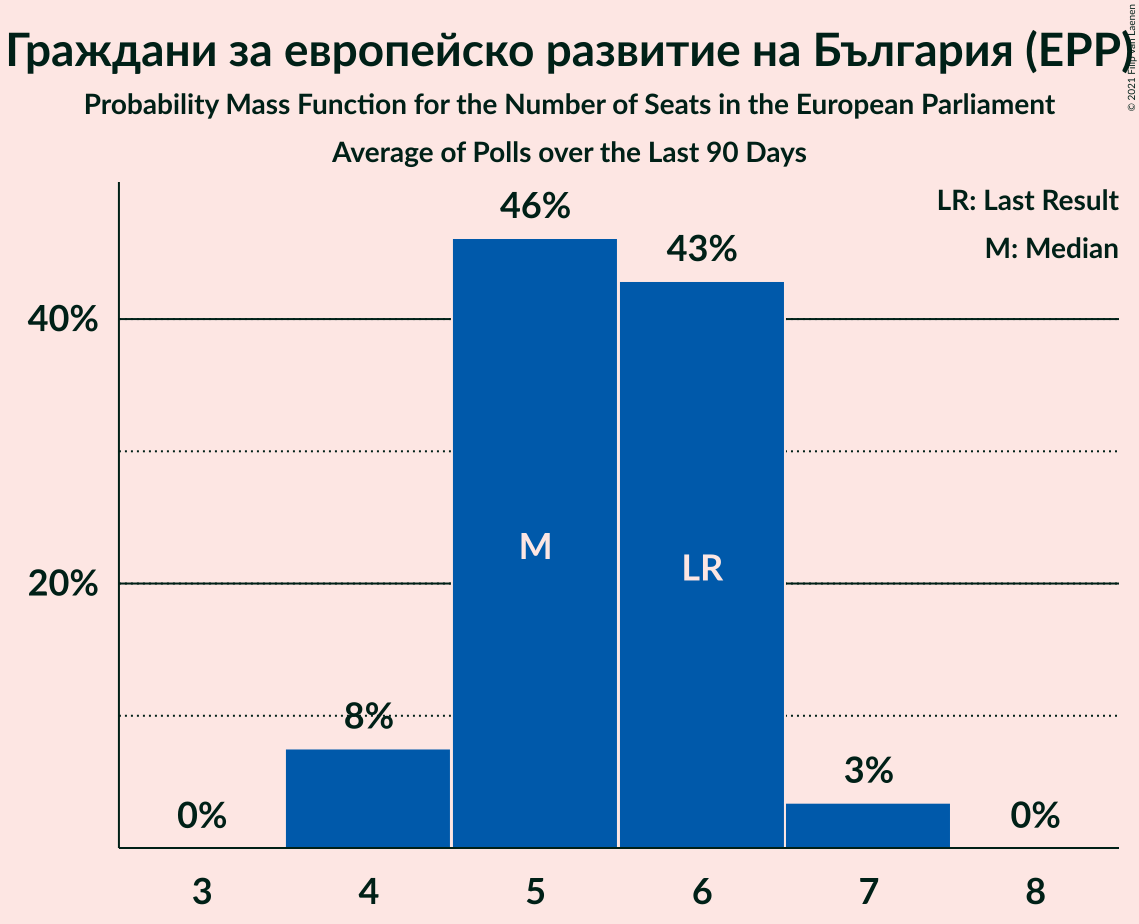 Граждани за европейско развитие на България (EPP)
© 2021 Filip van Laenen
Probability Mass Function for the Number of Seats in the European Parliament
Average of Polls over the Last 90 Days
LR: Last Result
M: Median
46%
43%
40%
M
LR
20%
8%
3%
0%
0%
3
4
5
6
7
8